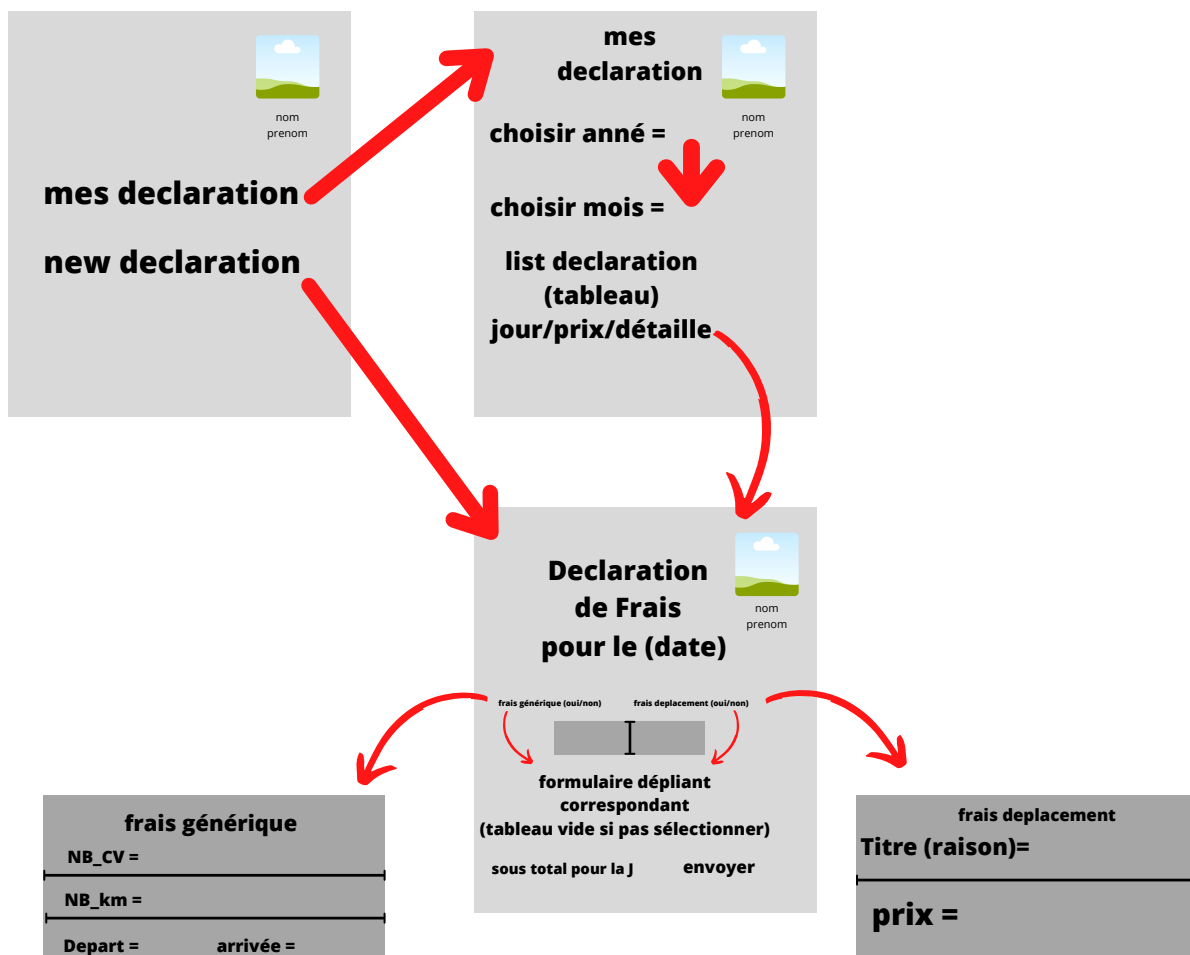 nom
prenom
mes declaration
new declaration
mes
declaration
nom
prenom
choisir anné =
choisir mois =
list declaration
(tableau)
jour/prix/détaille
Declaration
de Frais
pour le (date)
nom
prenom
frais générique (oui/non)
frais deplacement (oui/non)
formulaire dépliant
correspondant
(tableau vide si pas sélectionner)
sous total pour la J
envoyer
frais générique
NB_CV =
NB_km =
Depart =
arrivée =
frais deplacement
Titre (raison)=
prix =